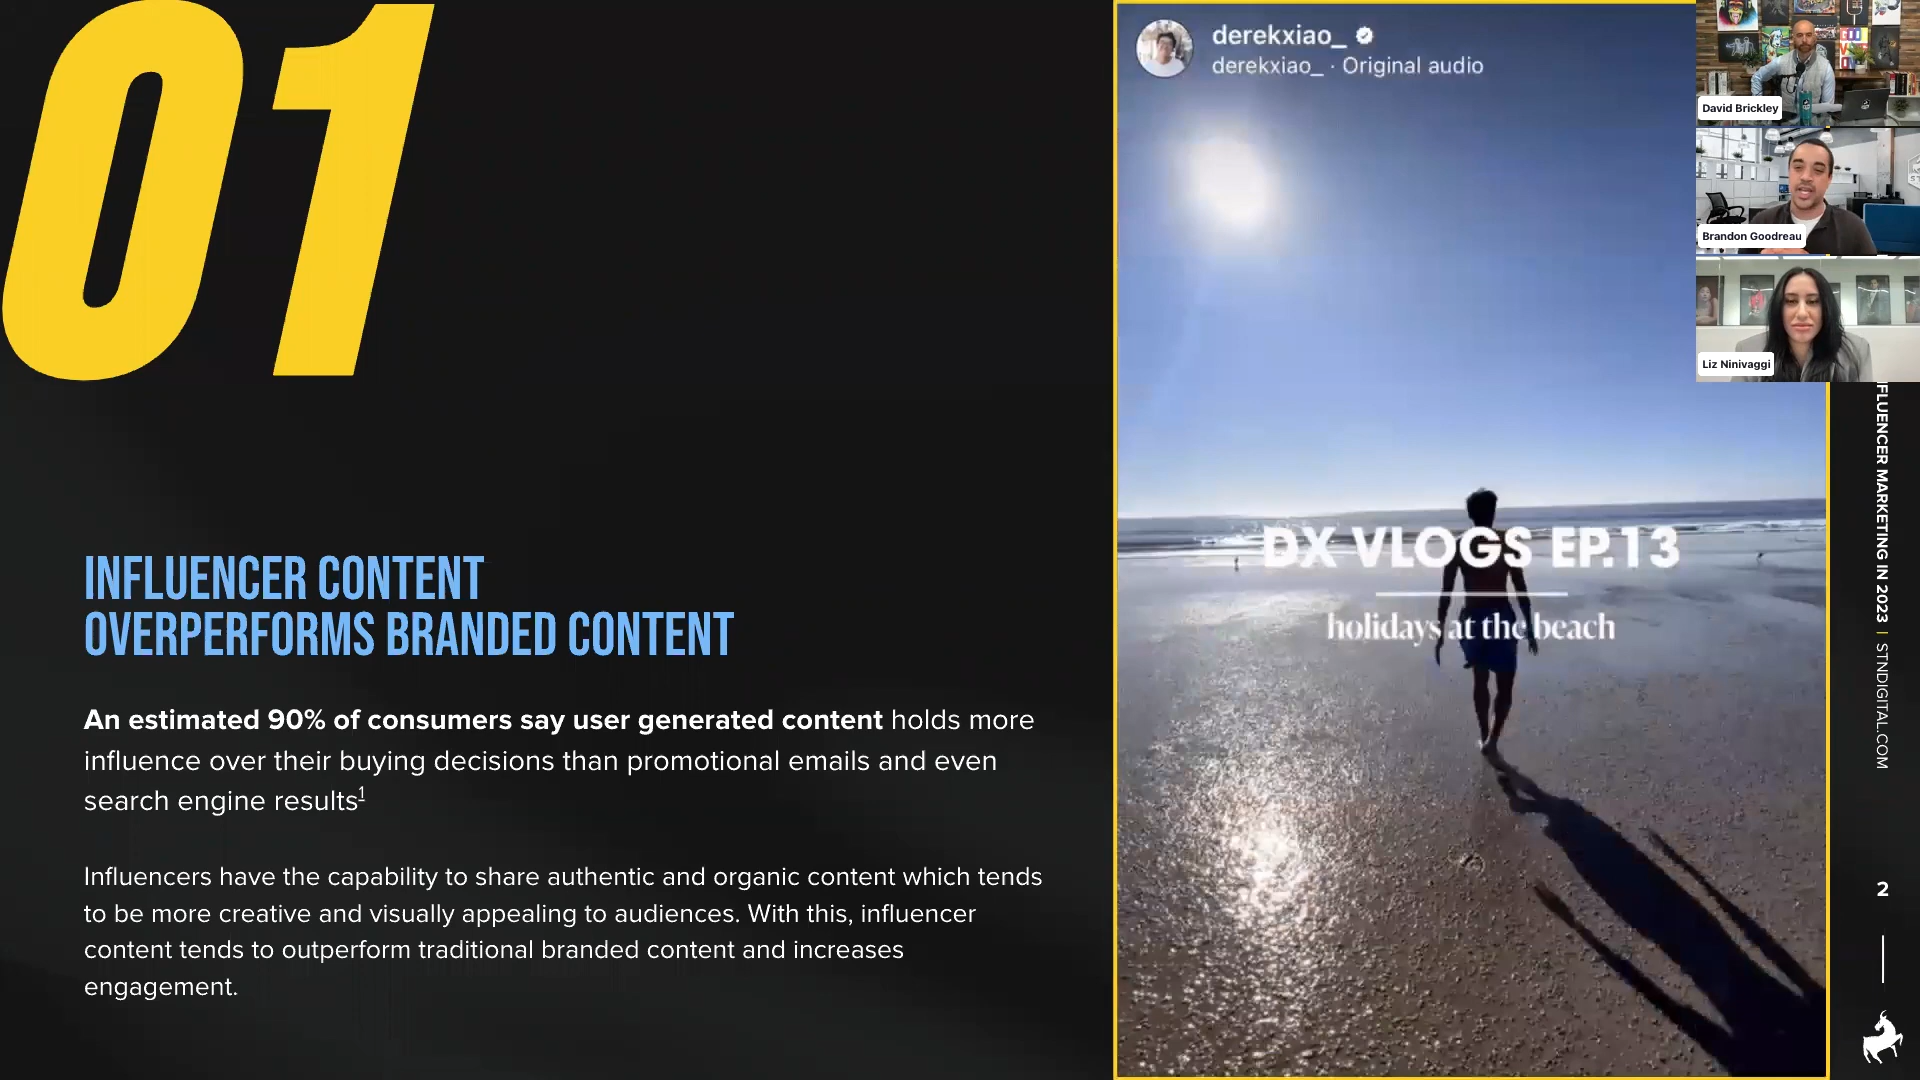 01
INFLUENCER CONTENT
OVERPERFORMS BRANDED CONTENT
An estimated 90% of consumers say user generated content holds more
influence over their buying decisions than promotional emails and even
search engine results1
Influencers have the capability to share authentic and organic content which tends
to be more creative and visually appealing to audiences. With this, influencer
content tends to outperform traditional branded content and increases
engagement.
derekxiao_
derekxiao_ · Original audio
DX VLOGS EP.13
holidays at the beach
David Brickley
Brandon Goodreau
Liz Ninivaggi
FLUENCER MARKETING IN 2023 | STNDIGITAL.COM
2